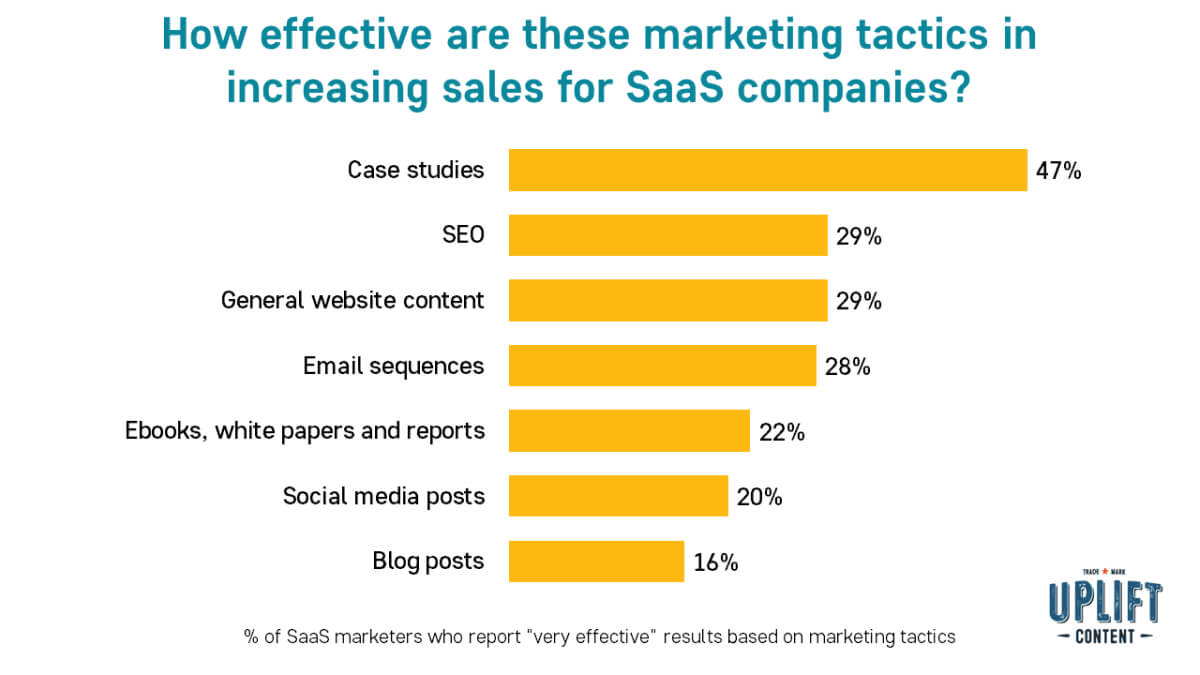 How effective are these marketing tactics in
increasing sales for SaaS companies?
Case studies 47%
SEO 29%
General website content 29%
Email sequences 28%
Ebooks, white papers and reports 22%
Social media posts 20%
Blog posts 16%
% of SaaS marketers who report "very effective" results based on marketing tactics
TRADE ★ MARK
UPLIFT
CONTENT